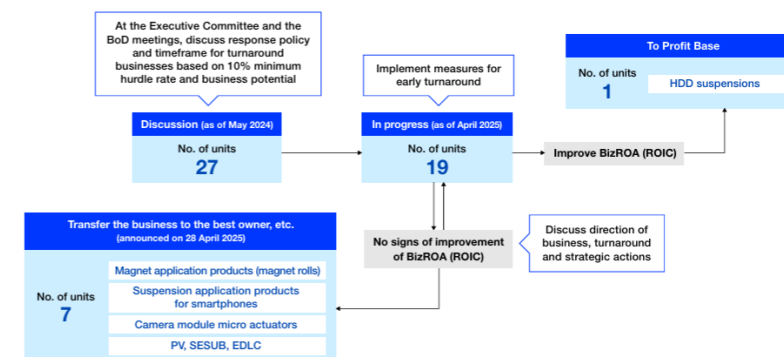 At the Executive Committee and the
BoD meetings, discuss response policy
and timeframe for turnaround
businesses based on 10% minimum
hurdle rate and business potential
Implement measures for
early turnaround
To Profit Base
No. of units
1
HDD suspensions
Discussion (as of May 2024)
No. of units
27
In progress (as of April 2025)
No. of units
19
Improve BizROA (ROIC)
Transfer the business to the best owner, etc.
(announced on 28 April 2025)
No. of units
7
Magnet application products (magnet rolls)
Suspension application products
for smartphones
Camera module micro actuators
PV, SESUB, EDLC
No signs of improvement
of BizROA (ROIC)
Discuss direction of
business, turnaround
and strategic actions